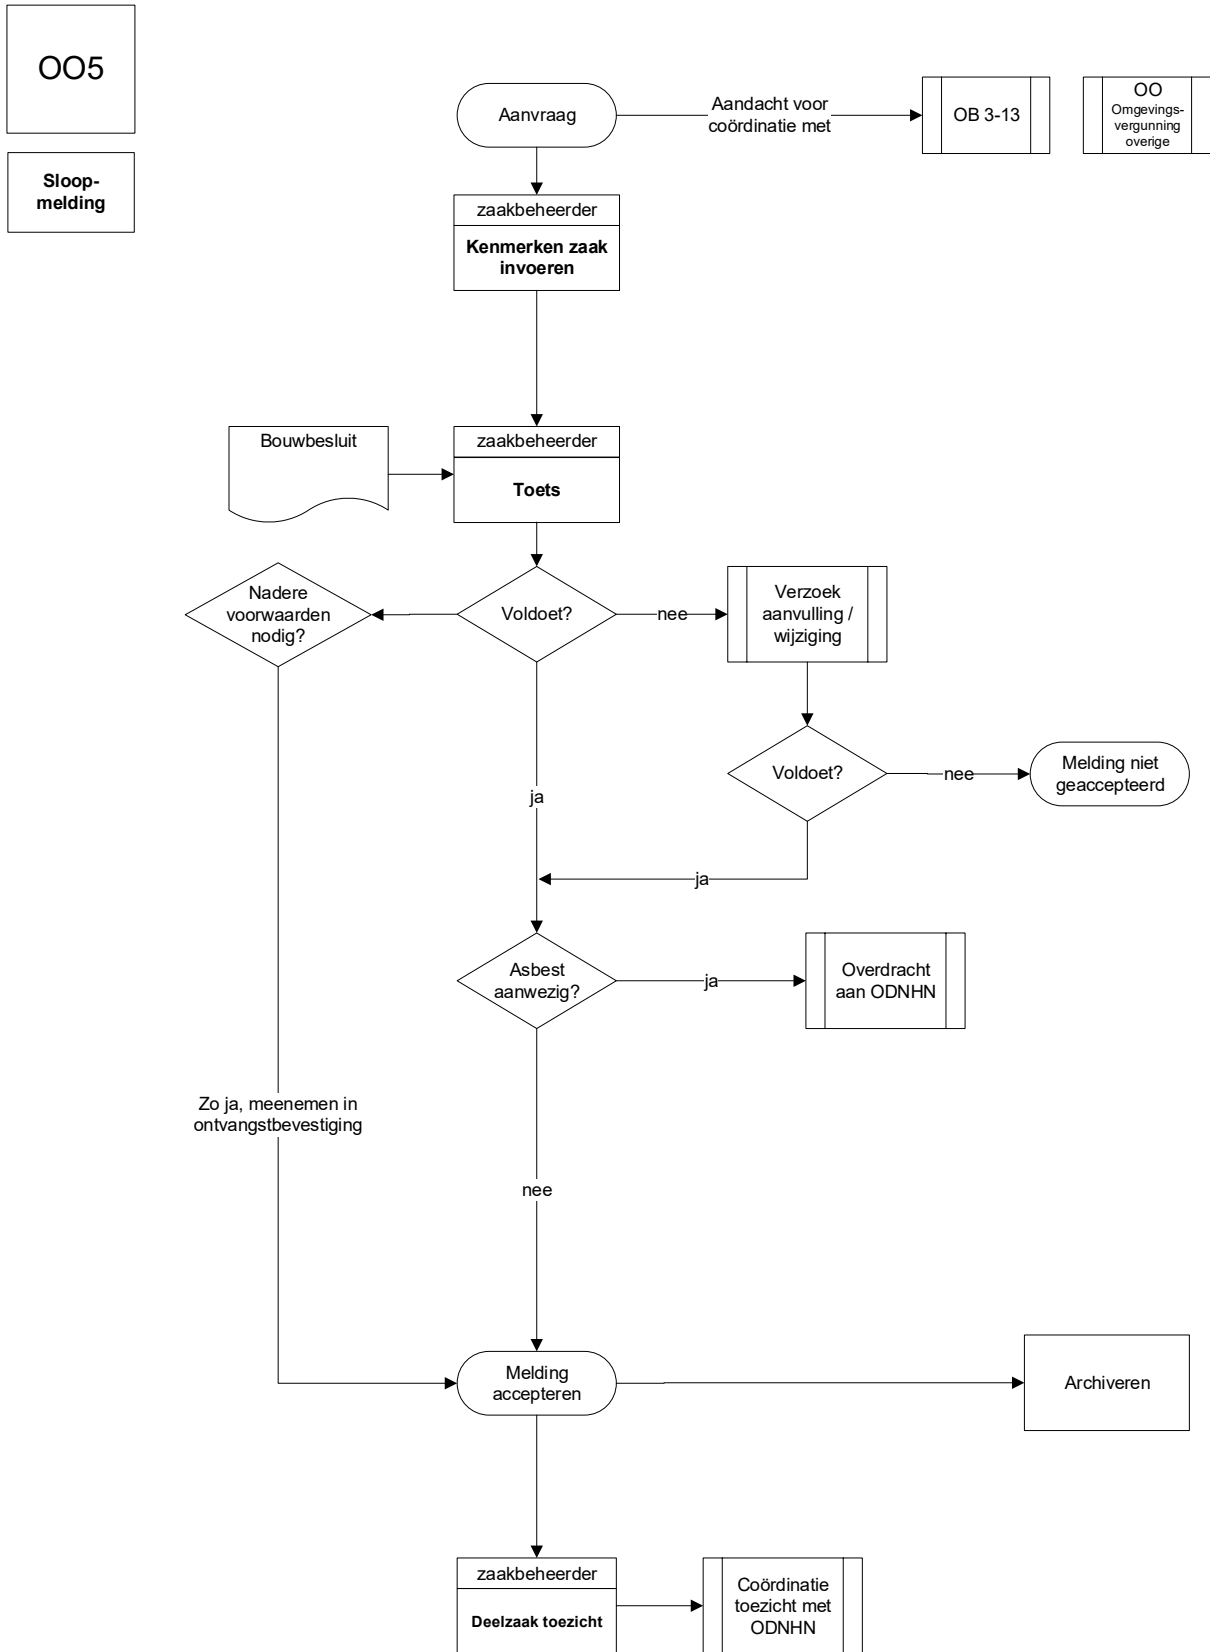 OO5
Sloop-
melding
Aanvraag
Aandacht voor
coördinatie met
OB 3-13
OO
Omgevings-
vergunning
overige
zaakbeheerder
Kenmerken zaak
invoeren
Bouwbesluit
zaakbeheerder
Toets
Nadere
voorwaarden
nodig?
Voldoet?
nee
Verzoek
aanvulling /
wijziging
ja
Voldoet?
nee
Melding niet
geaccepteerd
ja
Asbest
aanwezig?
ja
Overdracht
aan ODNHN
Zo ja, meenemen in
ontvangstbevestiging
nee
Melding
accepteren
Archiveren
zaakbeheerder
Deelzaak toezicht
Coördinatie
toezicht met
ODNHN